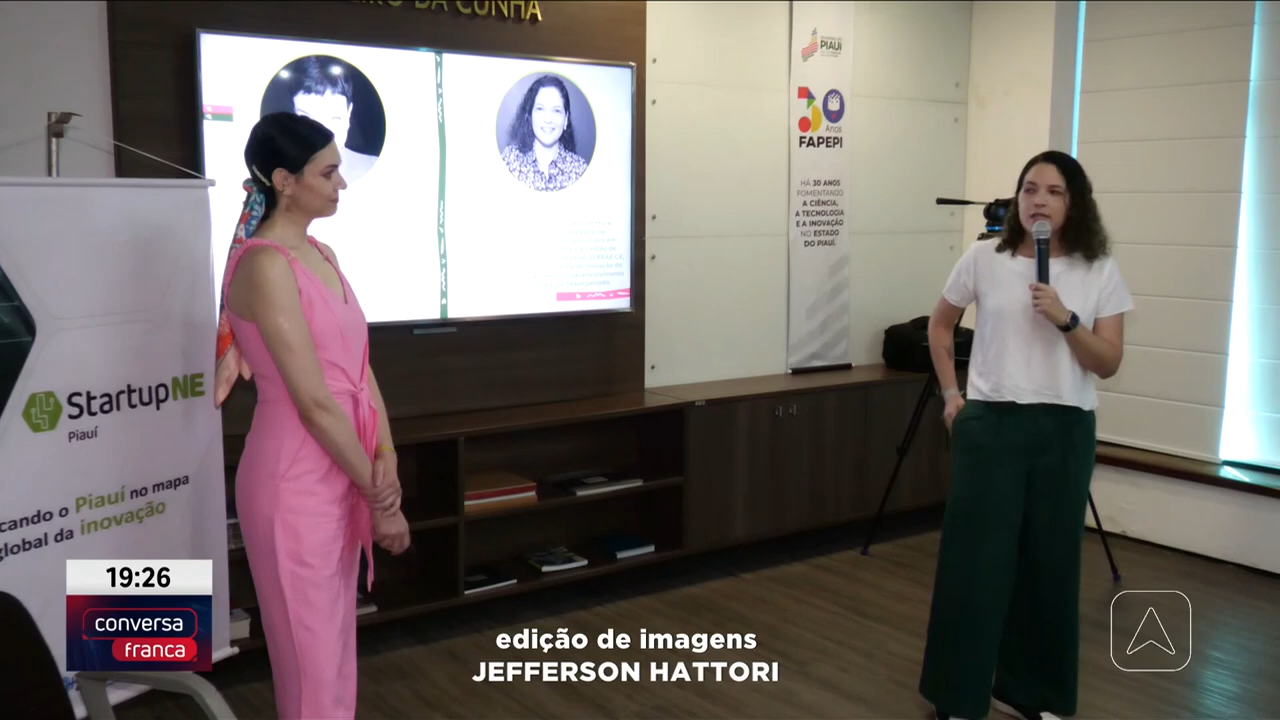 DA CUNHA
PIAUÍ
30
Anos
FAPEPI
HÁ 30 ANOS
FOMENTANDO
A CIÊNCIA,
A TECNOLOGIA
E A INOVAÇÃO
NO ESTADO
DO PIAUÍ.
StartupNE
Piauí
cando o Piauí no mapa
global da inovação
19:26
conversa
franca
edição de imagens
JEFFERSON HATTORI